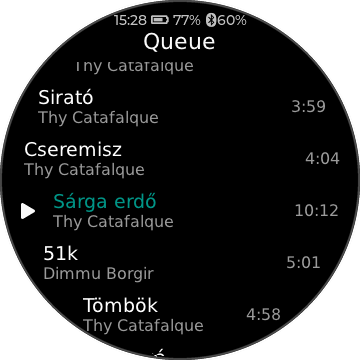 15:28 77% 60%
Queue
Thy Catafalque
Sirató 3:59
Thy Catafalque
Cseremisz 4:04
Thy Catafalque
Sárga erdő 10:12
Thy Catafalque
51k 5:01
Dimmu Borgir
Tömbök 4:58
Thy Catafalque